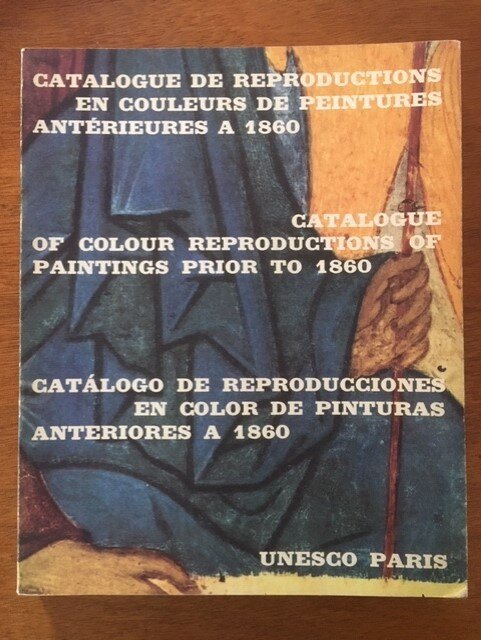 CATALOGUE DE REPRODUCTIONS
EN COULEURS DE PEINTURES
ANTÉRIEURES A 1860
CATALOGUE
OF COLOUR REPRODUCTIONS OF
PAINTINGS PRIOR TO 1860
CATÁLOGO DE REPRODUCCIONES
EN COLOR DE PINTURAS
ANTERIORES A 1860
UNESCO PARIS